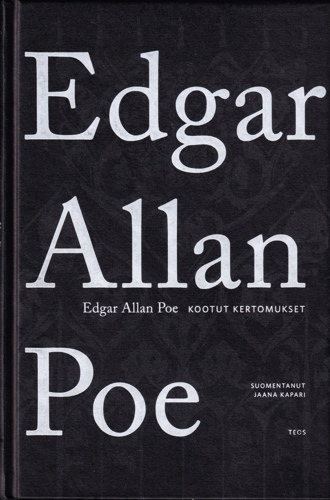 Edgar
Allan
Edgar Allan Poe KOOTUT KERTOMUKSET
Poe
SUOMENTANUT
JAANA KAPARI
TEOS